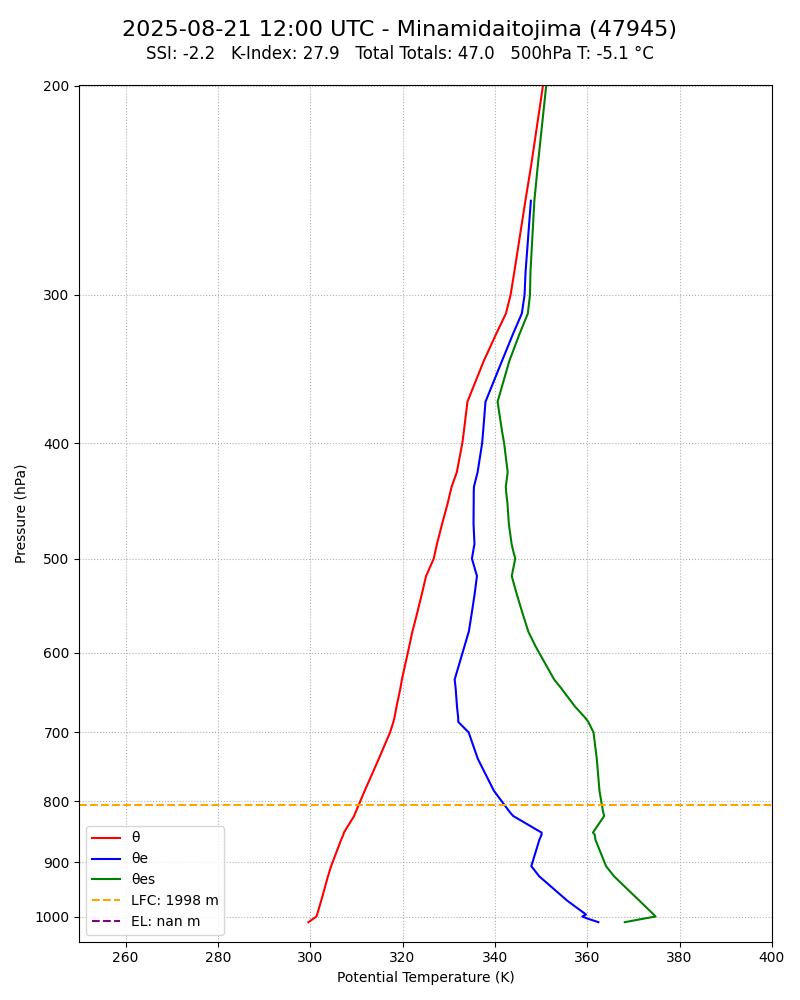 2025-08-21 12:00 UTC - Minamidaitojima (47945)
SSI: -2.2   K-Index: 27.9   Total Totals: 47.0   500hPa T: -5.1 °C
200
300
400
500
600
700
800
900
1000
Pressure (hPa)
θ
θe
θes
LFC: 1998 m
EL: nan m
260
280
300
320
340
360
380
400
Potential Temperature (K)